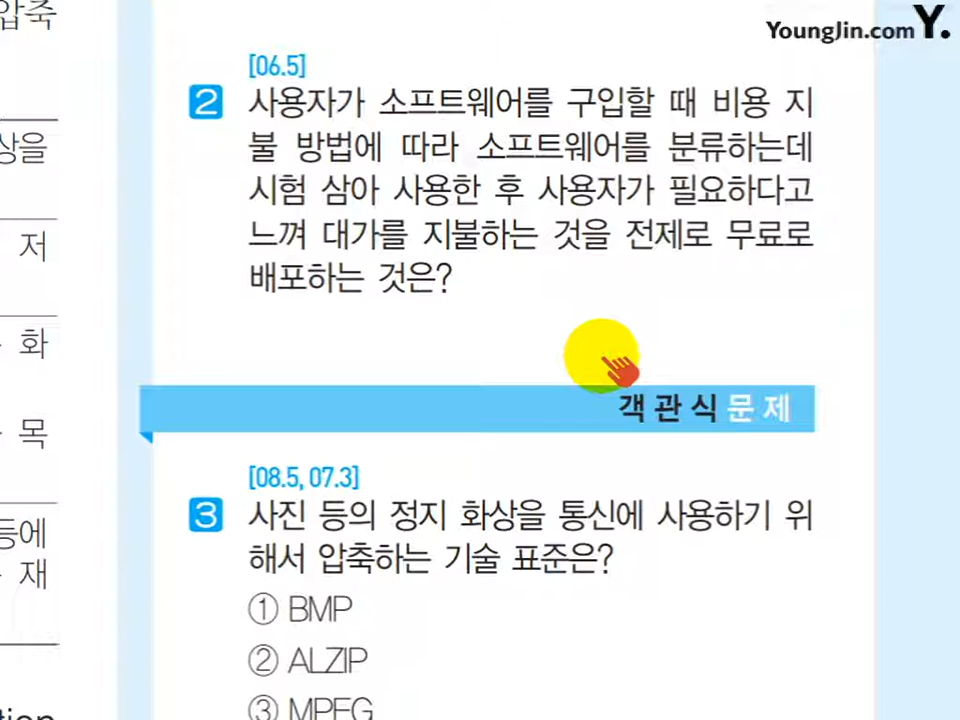 압축
YoungJin.com Y.
[06.5]
2 사용자가 소프트웨어를 구입할 때 비용 지
불 방법에 따라 소프트웨어를 분류하는데
시험 삼아 사용한 후 사용자가 필요하다고
느껴 대가를 지불하는 것을 전제로 무료로
배포하는 것은?
상을
저
화
목
등에
재
객관식문제
[08.5, 07.3]
3 사진 등의 정지 화상을 통신에 사용하기 위
해서 압축하는 기술 표준은?
① BMP
② ALZIP
③ MPEG